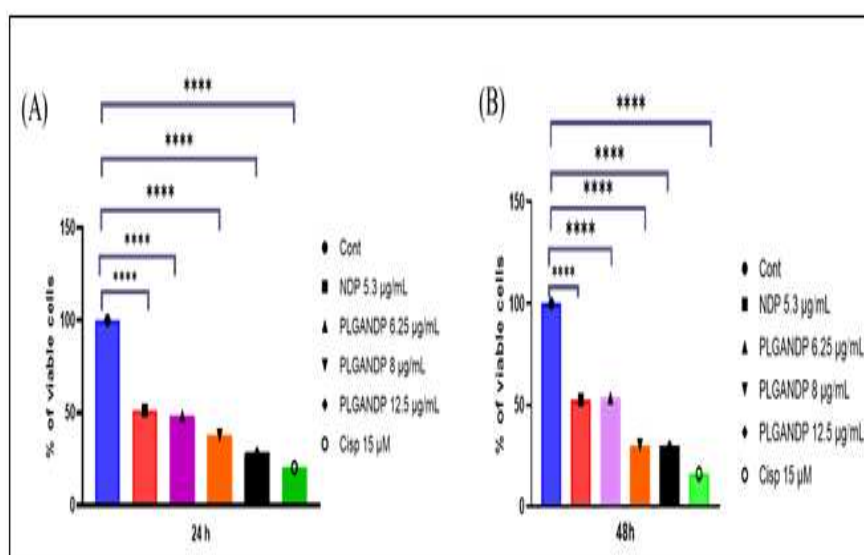 (A)
****
****
****
****
****
150
100
50
0
% of viable cells
24 h
Cont
NDP 5.3 µg/mL
PLGANDP 6.25 µg/mL
PLGANDP 8 µg/mL
PLGANDP 12.5 µg/mL
Cisp 15 µM
(B)
****
****
****
****
****
150
100
50
0
% of viable cells
48h
Cont
NDP 5.3 µg/mL
PLGANDP 6.25 µg/mL
PLGANDP 8 µg/mL
PLGANDP 12.5 µg/mL
Cisp 15 µM